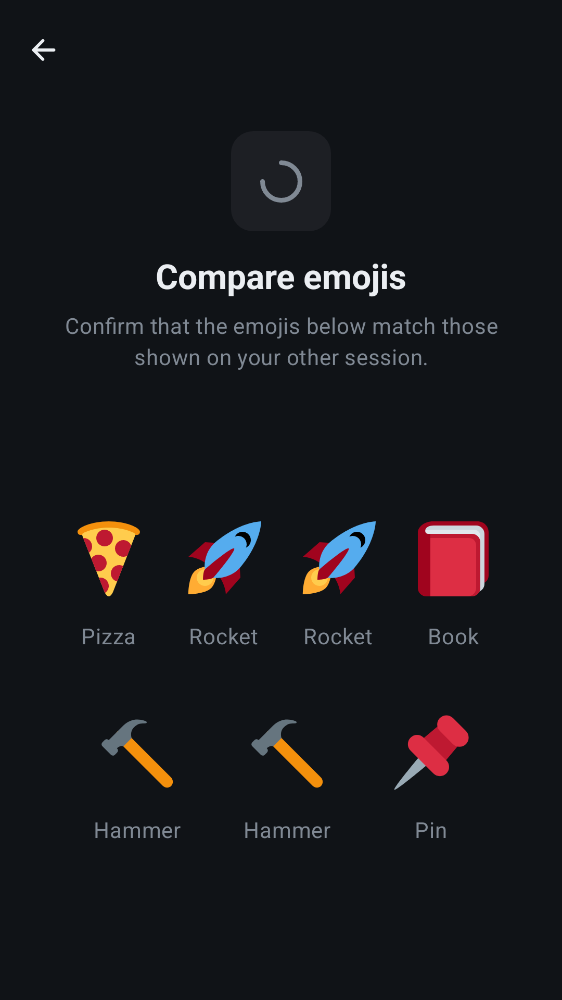 Compare emojis
Confirm that the emojis below match those
shown on your other session.
Pizza Rocket Rocket Book
Hammer Hammer Pin